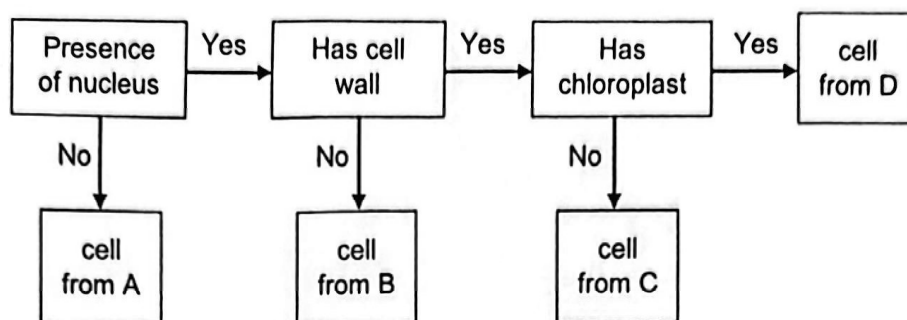 Presence
of nucleus
Yes
Has cell
wall
Yes
Has
chloroplast
Yes
cell
from D
No
No
No
cell
from A
cell
from B
cell
from C